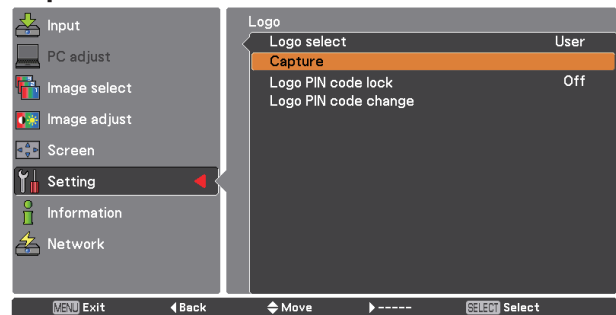 Input
PC adjust
Image select
Image adjust
Screen
Setting
Information
Network
Logo
Logo select User
Capture
Logo PIN code lock Off
Logo PIN code change
MENU Exit Back Move ----- SELECT Select